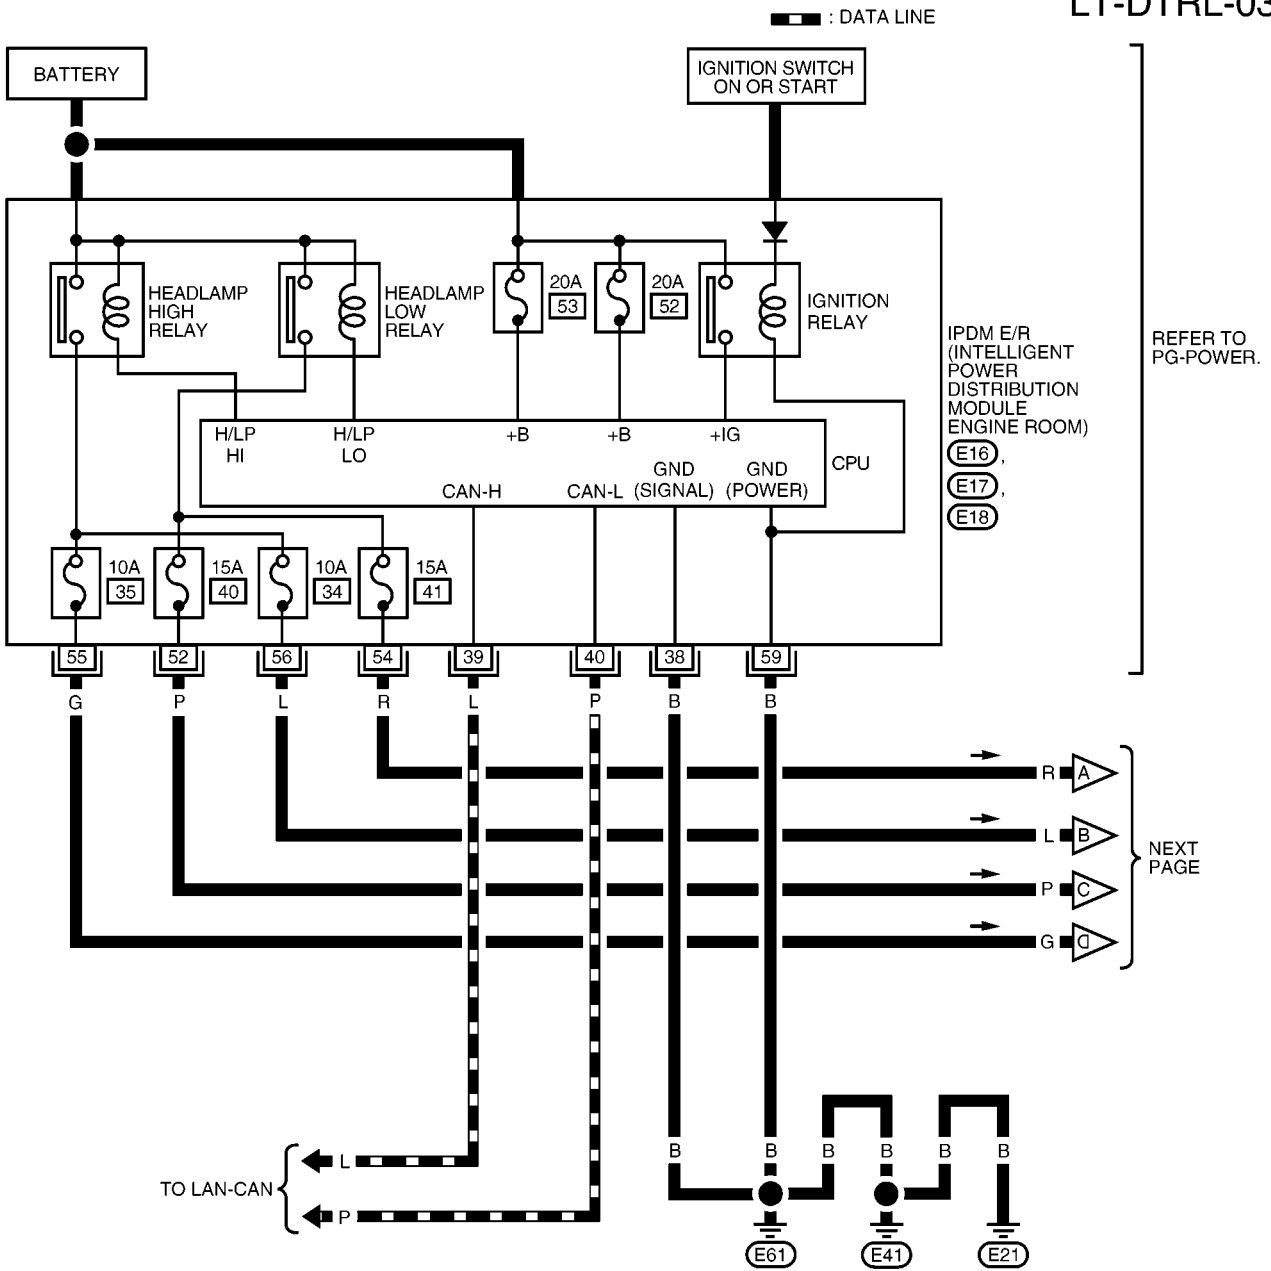 LT-DTRL-03
: DATA LINE
BATTERY
IGNITION SWITCH
ON OR START
HEADLAMP
HIGH
RELAY
HEADLAMP
LOW
RELAY
20A
53
20A
52
IGNITION
RELAY
IPDM E/R
(INTELLIGENT
POWER
DISTRIBUTION
MODULE
ENGINE ROOM)
E16 ,
E17 ,
E18
REFER TO
PG-POWER.
H/LP
HI
H/LP
LO
+B
+B
+IG
CPU
CAN-H
CAN-L
GND
(SIGNAL)
GND
(POWER)
10A
35
15A
40
10A
34
15A
41
55
52
56
54
39
40
38
59
G
P
L
R
L
P
B
B
R
A
L
B
P
C
G
D
NEXT
PAGE
B
B
B
B
B
B
TO LAN-CAN
L
P
E61
E41
E21